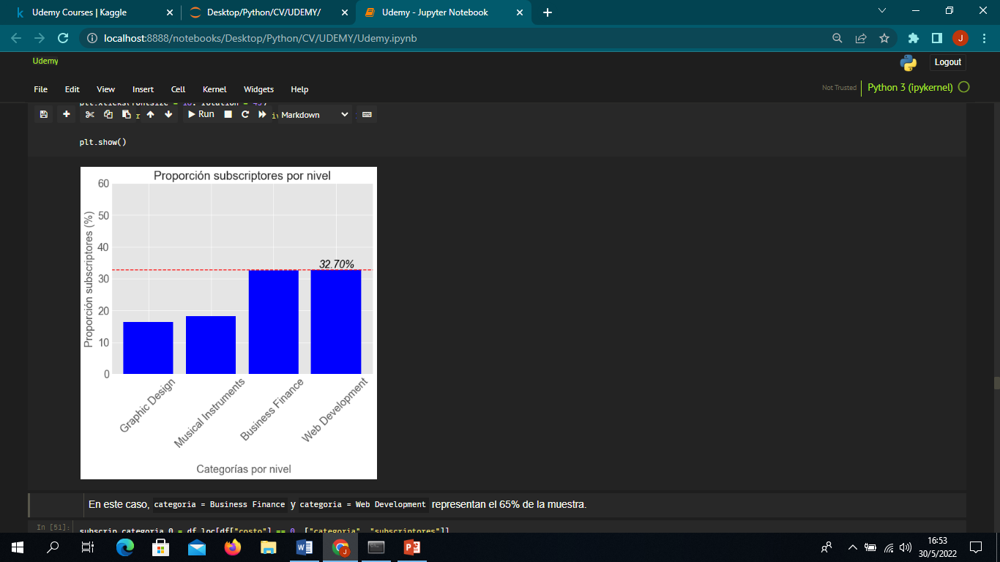 Udemy Courses | Kaggle
Desktop/Python/CV/UDEMY/
Udemy - Jupyter Notebook
localhost:8888/notebooks/Desktop/Python/CV/UDEMY/Udemy.ipynb
Udemy
Logout
File Edit View Insert Cell Kernel Widgets Help
Not Trusted
Python 3 (ipykernel)
Run
Markdown
plt.show()
Proporción subscriptores por nivel
Proporción subscriptores (%)
60
50
40
30
20
10
0
32.70%
Graphic Design
Musical Instruments
Business Finance
Web Development
Categorías por nivel
En este caso, categoria = Business Finance y categoria = Web Development representan el 65% de la muestra.
In [51]:
subscrip_categoria_0 = df.loc[df["costo"] == 0, ["categoria", "subscriptores"]]
16:53
30/5/2022